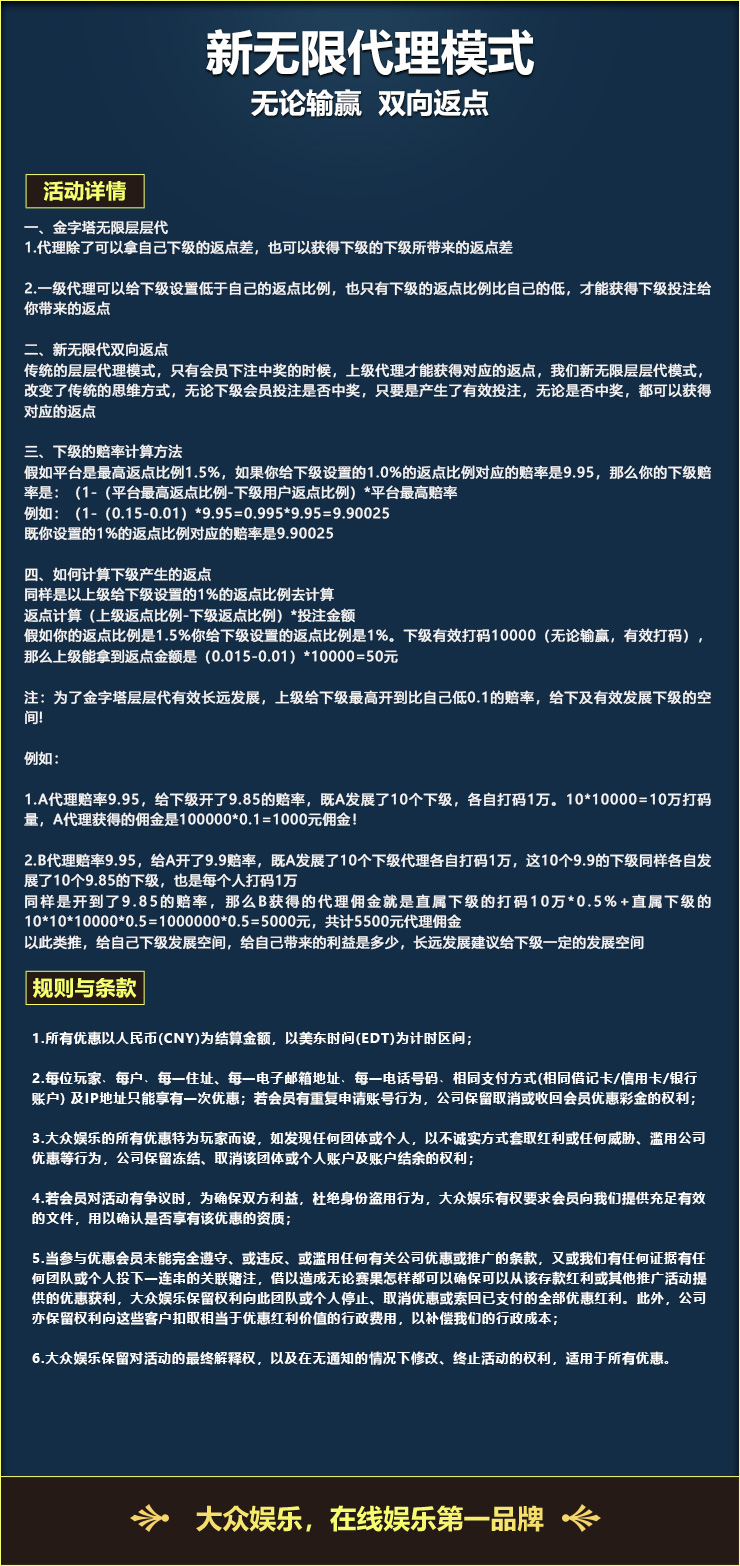 新无限代理模式
无论输赢 双向返点
活动详情
一、金字塔无限层层代
1.代理除了可以拿自己下级的返点差，也可以获得下级的下级所带来的返点差
2.一级代理可以给下级设置低于自己的返点比例，也只有下级的返点比例比自己的低，才能获得下级投注给
你带来的返点
二、新无限代双向返点
传统的层层代理模式，只有会员下注中奖的时候，上级代理才能获得对应的返点，我们新无限层层代模式，
改变了传统的思维方式，无论下级会员投注是否中奖，只要是产生了有效投注，无论是否中奖，都可以获得
对应的返点
三、下级的赔率计算方法
假如平台是最高返点比例1.5%，如果你给下级设置的1.0%的返点比例对应的赔率是9.95，那么你的下级赔
率是：（1-（平台最高返点比例-下级用户返点比例）*平台最高赔率
例如：（1-（0.15-0.01）*9.95=0.995*9.95=9.90025
既你设置的1%的返点比例对应的赔率是9.90025
四、如何计算下级产生的返点
同样是以上级给下级设置的1%的返点比例去计算
返点计算（上级返点比例-下级返点比例）*投注金额
假如你的返点比例是1.5%你给下级设置的返点比例是1%。下级有效打码10000（无论输赢，有效打码），
那么上级能拿到返点金额是（0.015-0.01）*10000=50元
注：为了金字塔层层代有效长远发展，上级给下级最高开到比自己低0.1的赔率，给下及有效发展下级的空
间!
例如：
1.A代理赔率9.95，给下级开了9.85的赔率，既A发展了10个下级，各自打码1万。10*10000=10万打码
量，A代理获得的佣金是100000*0.1=1000元佣金！
2.B代理赔率9.95，给A开了9.9赔率，既A发展了10个下级代理各自打码1万，这10个9.9的下级同样各自发
展了10个9.85的下级，也是每个人打码1万
同样是开到了9.85的赔率，那么B获得的代理佣金就是直属下级的打码10万*0.5%+直属下级的
10*10*10000*0.5=1000000*0.5=5000元，共计5500元代理佣金
以此类推，给自己下级发展空间，给自己带来的利益是多少，长远发展建议给下级一定的发展空间
规则与条款
1.所有优惠以人民币(CNY)为结算金额，以美东时间(EDT)为计时区间；
2.每位玩家﹑每户﹑每一住址﹑每一电子邮箱地址﹑每一电话号码﹑相同支付方式(相同借记卡/信用卡/银行
账户) 及IP地址只能享有一次优惠；若会员有重复申请账号行为，公司保留取消或收回会员优惠彩金的权利；
3.大众娱乐的所有优惠特为玩家而设，如发现任何团体或个人，以不诚实方式套取红利或任何威胁、滥用公司
优惠等行为，公司保留冻结、取消该团体或个人账户及账户结余的权利；
4.若会员对活动有争议时，为确保双方利益，杜绝身份盗用行为，大众娱乐有权要求会员向我们提供充足有效
的文件，用以确认是否享有该优惠的资质；
5.当参与优惠会员未能完全遵守、或违反、或滥用任何有关公司优惠或推广的条款，又或我们有任何证据有任
何团队或个人投下一连串的关联赌注，借以造成无论赛果怎样都可以确保可以从该存款红利或其他推广活动提
供的优惠获利，大众娱乐保留权利向此团队或个人停止、取消优惠或索回已支付的全部优惠红利。此外，公司
亦保留权利向这些客户扣取相当于优惠红利价值的行政费用，以补偿我们的行政成本；
6.大众娱乐保留对活动的最终解释权，以及在无通知的情况下修改、终止活动的权利，适用于所有优惠。
大众娱乐，在线娱乐第一品牌